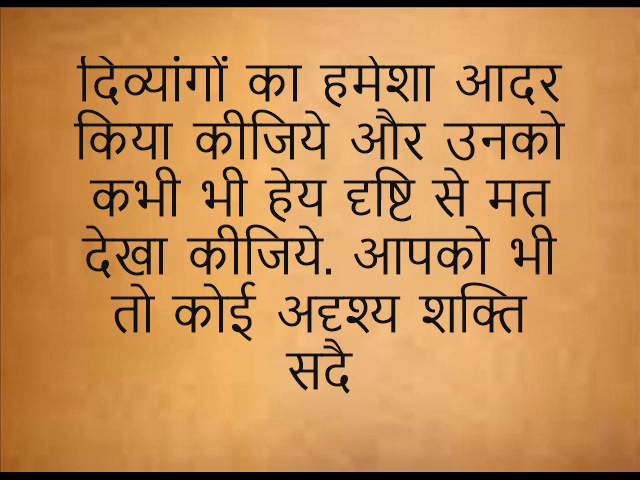 दिव्यांगों का हमेशा आदर
किया कीजिये और उनको
कभी भी हेय दृष्टि से मत
देखा कीजिये. आपको भी
तो कोई अदृश्य शक्ति
सदै